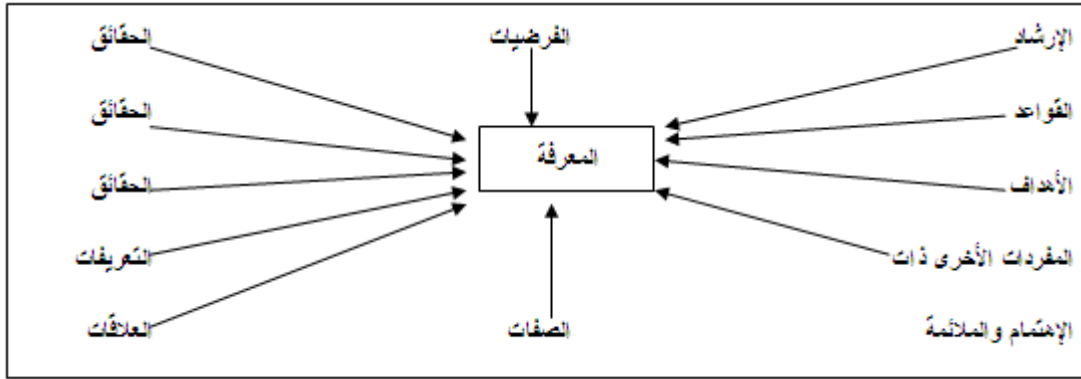 الإرشاد
الفرضيات
الحقائق
القواعد
الحقائق
المعرفة
الأهداف
الحقائق
المفردات الأخرى ذات
التعريفات
الإهتمام والملائمة
الصفات
العلاقات